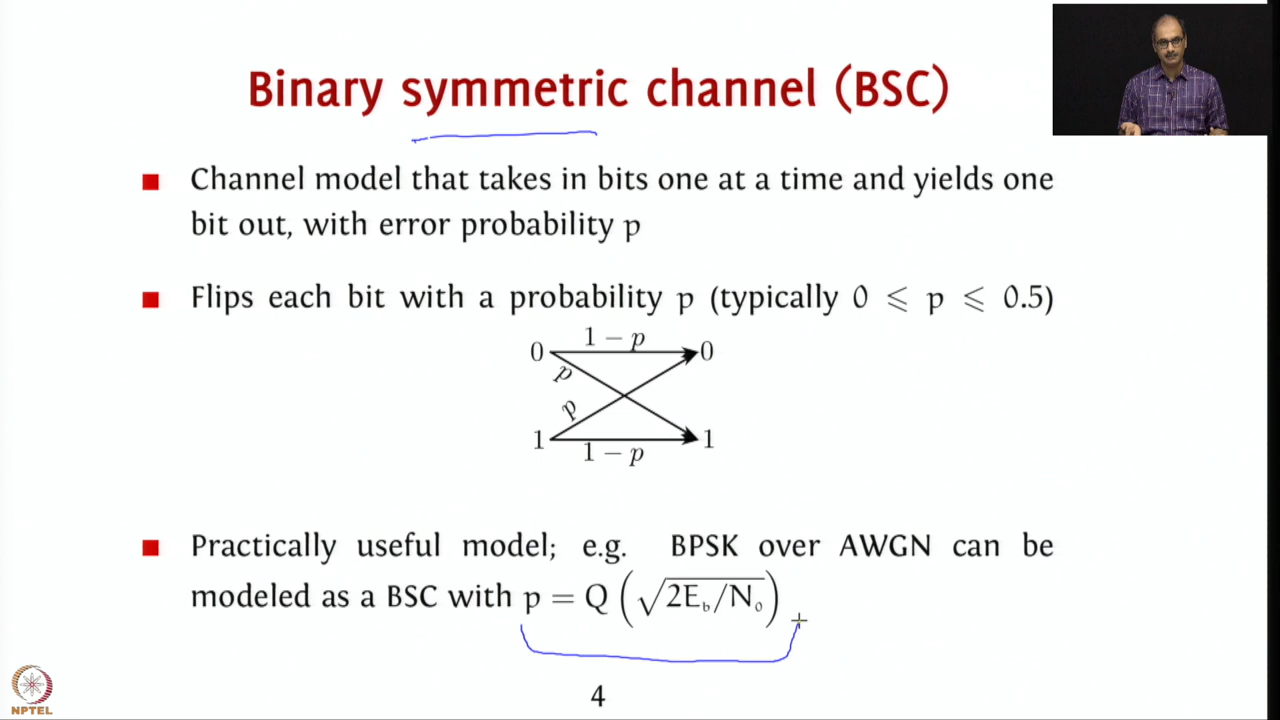 Binary symmetric channel (BSC)
Channel model that takes in bits one at a time and yields one
bit out, with error probability p
Flips each bit with a probability p (typically 0 ⩽ p ⩽ 0.5)
1 − p
0 0
p
p
1 1
1 − p
Practically useful model; e.g. BPSK over AWGN can be
modeled as a BSC with p = Q(√2E_b/N_o)
4
NPTEL